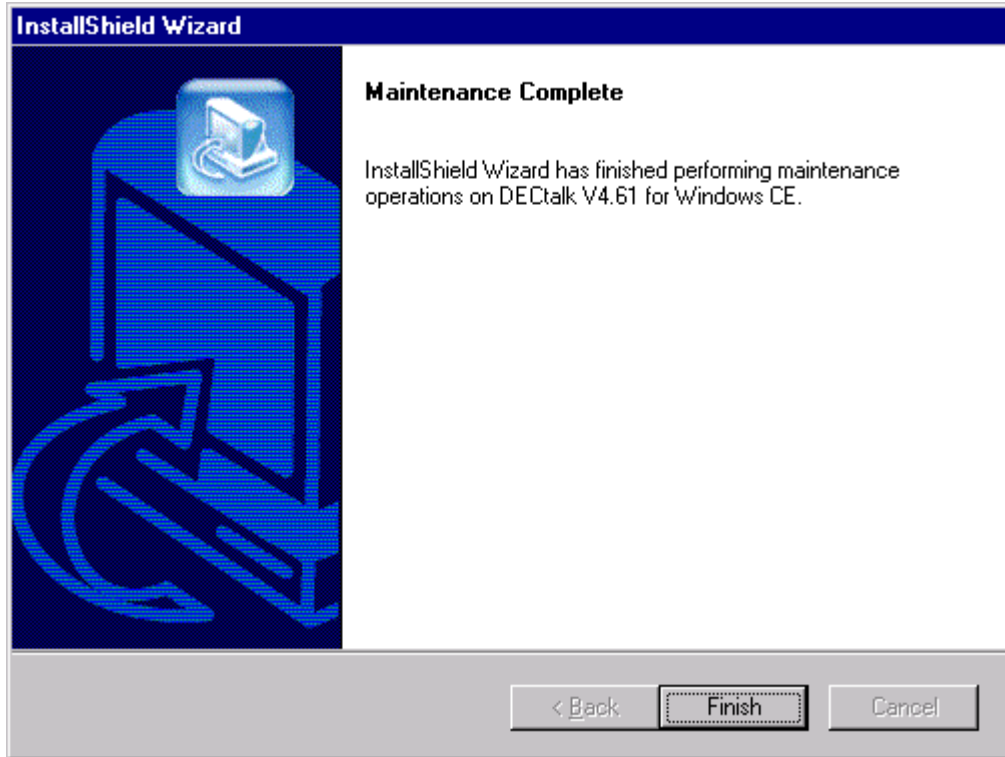 InstallShield Wizard
Maintenance Complete
InstallShield Wizard has finished performing maintenance
operations on DECtalk V4.61 for Windows CE.
< Back
Finish
Cancel